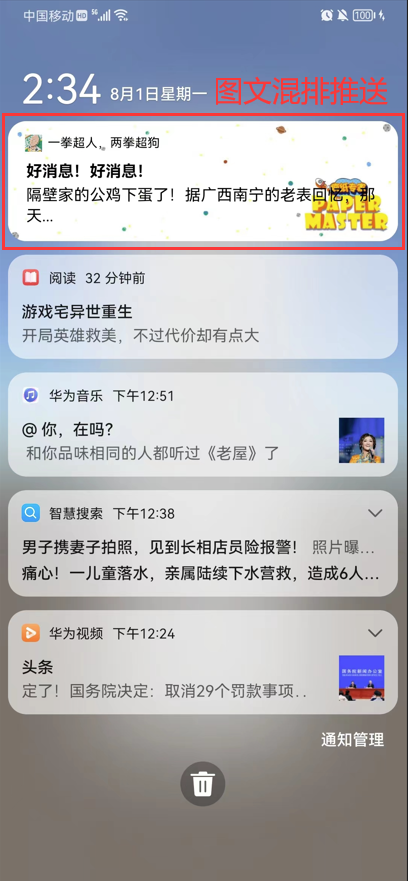 中国移动 HD 5G
100
2:34 8月1日星期一 图文混排推送
一拳超人，两拳超狗
好消息！好消息！
隔壁家的公鸡下蛋了！据广西南宁的老表回忆，那
天...
PAPER
MASTER
阅读 32 分钟前
游戏宅异世重生
开局英雄救美，不过代价却有点大
华为音乐 下午12:51
@ 你，在吗？
和你品味相同的人都听过《老屋》了
智慧搜索 下午12:38
男子携妻子拍照，见到长相店员险报警！ 照片曝...
痛心！一儿童落水，亲属陆续下水营救，造成6人...
华为视频 下午12:24
头条
定了！国务院决定：取消29个罚款事项..
通知管理